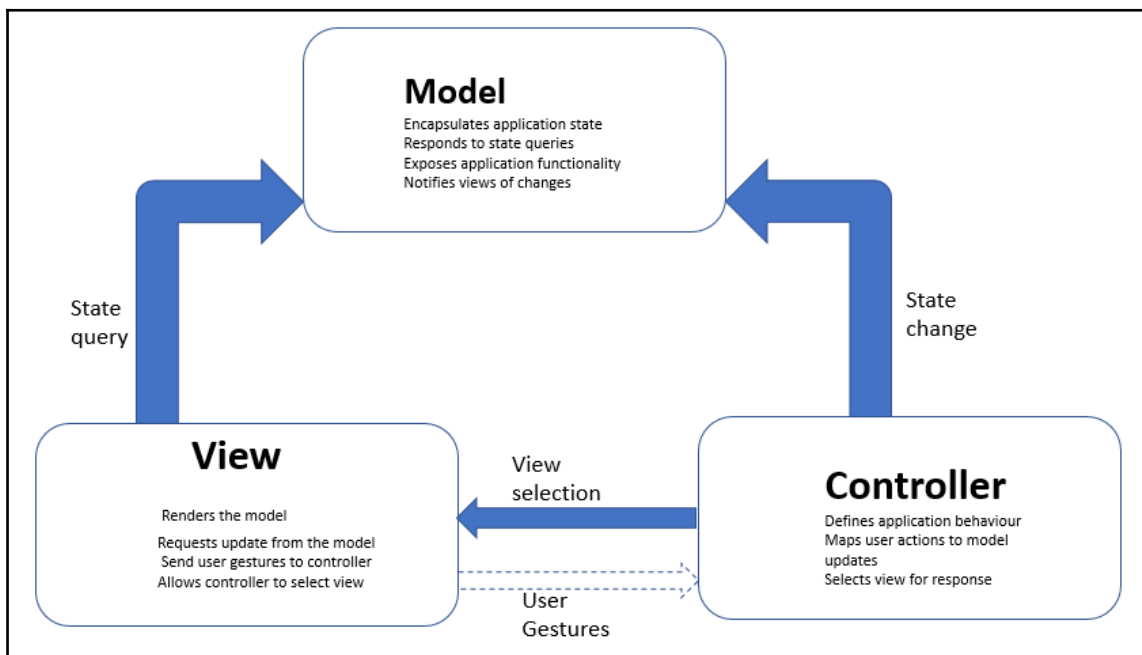 Model
Encapsulates application state
Responds to state queries
Exposes application functionality
Notifies views of changes
State
query
State
change
View
Renders the model
Requests update from the model
Send user gestures to controller
Allows controller to select view
View
selection
User
Gestures
Controller
Defines application behaviour
Maps user actions to model
updates
Selects view for response